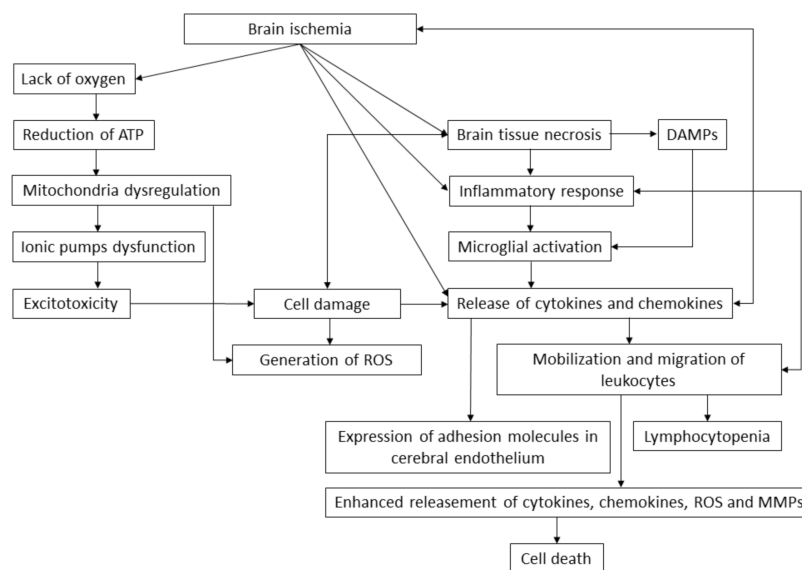 Brain ischemia
Lack of oxygen
Reduction of ATP
Brain tissue necrosis
DAMPs
Mitochondria dysregulation
Inflammatory response
Ionic pumps dysfunction
Microglial activation
Excitotoxicity
Cell damage
Release of cytokines and chemokines
Generation of ROS
Mobilization and migration of
leukocytes
Expression of adhesion molecules in
cerebral endothelium
Lymphocytopenia
Enhanced releasement of cytokines, chemokines, ROS and MMPs
Cell death